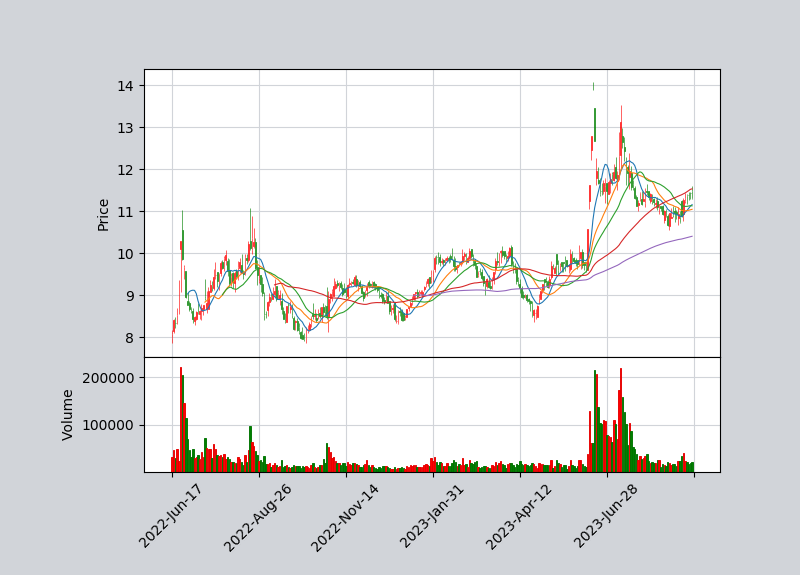 14
13
12
11
10
9
8
Price
200000
100000
Volume
2022-Jun-17
2022-Aug-26
2022-Nov-14
2023-Jan-31
2023-Apr-12
2023-Jun-28